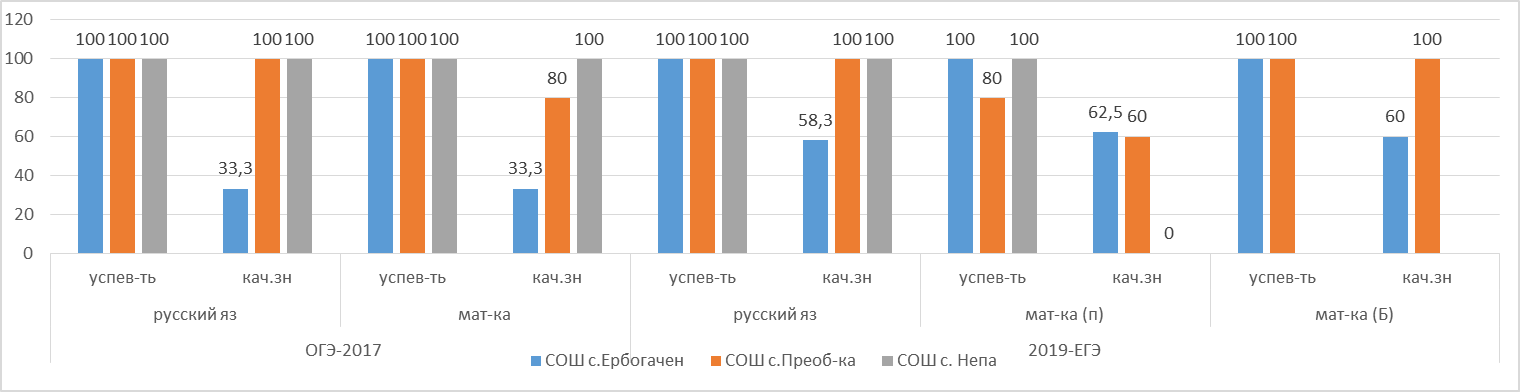 120
100 100 100 100 100 100 100 100 100 100 100 100 100 100 100 100 100 100 100
100
80 80
80
62,5 60 60
58,3
60
33,3 33,3
40
20
0
0
успев-ть кач.зн успев-ть кач.зн успев-ть кач.зн успев-ть кач.зн успев-ть кач.зн
русский яз мат-ка русский яз мат-ка (п) мат-ка (Б)
ОГЭ-2017 2019-ЕГЭ
СОШ с.Ербогачен СОШ с.Преоб-ка СОШ с. Непа